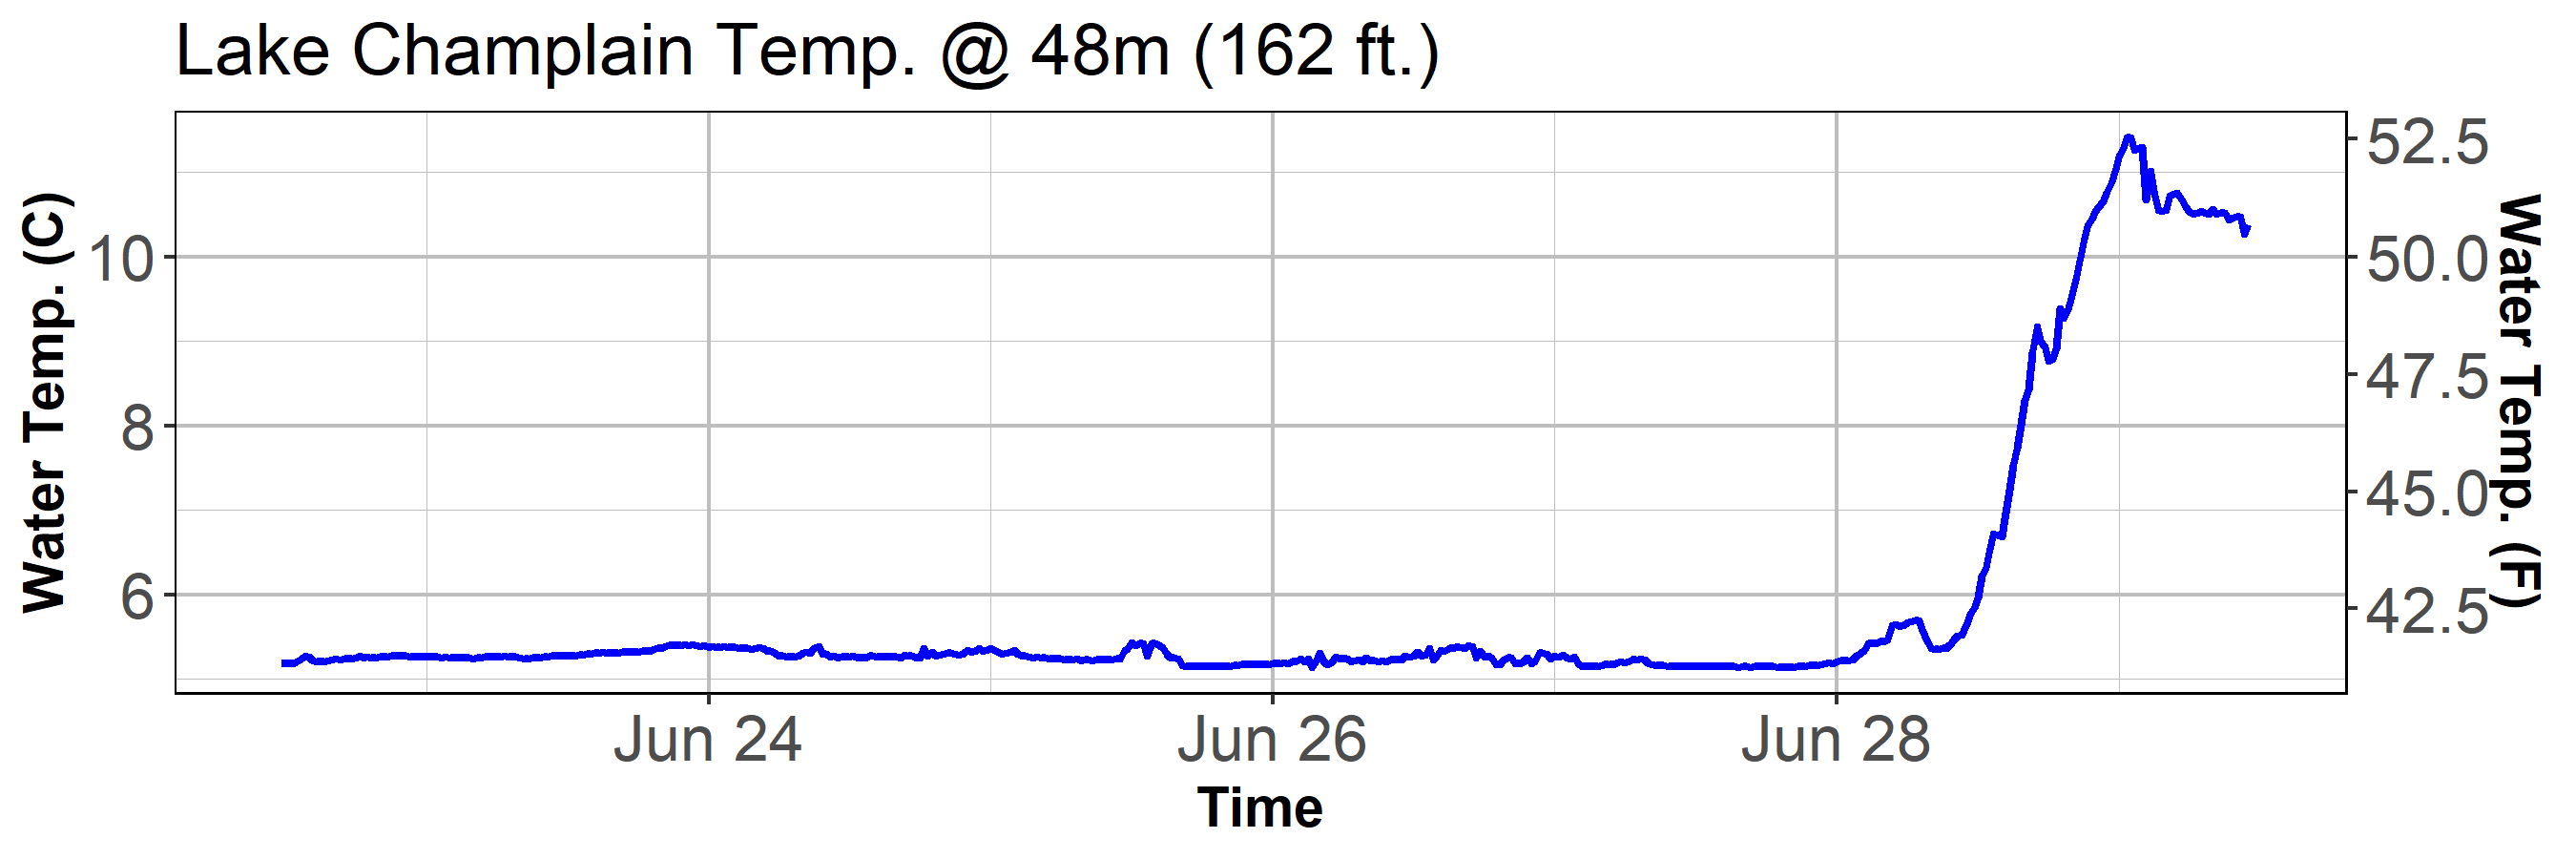 Lake Champlain Temp. @ 48m (162 ft.)
Water Temp. (C)
10
8
6
52.5
50.0
47.5
45.0
42.5
Water Temp. (F)
Jun 24 Jun 26 Jun 28
Time